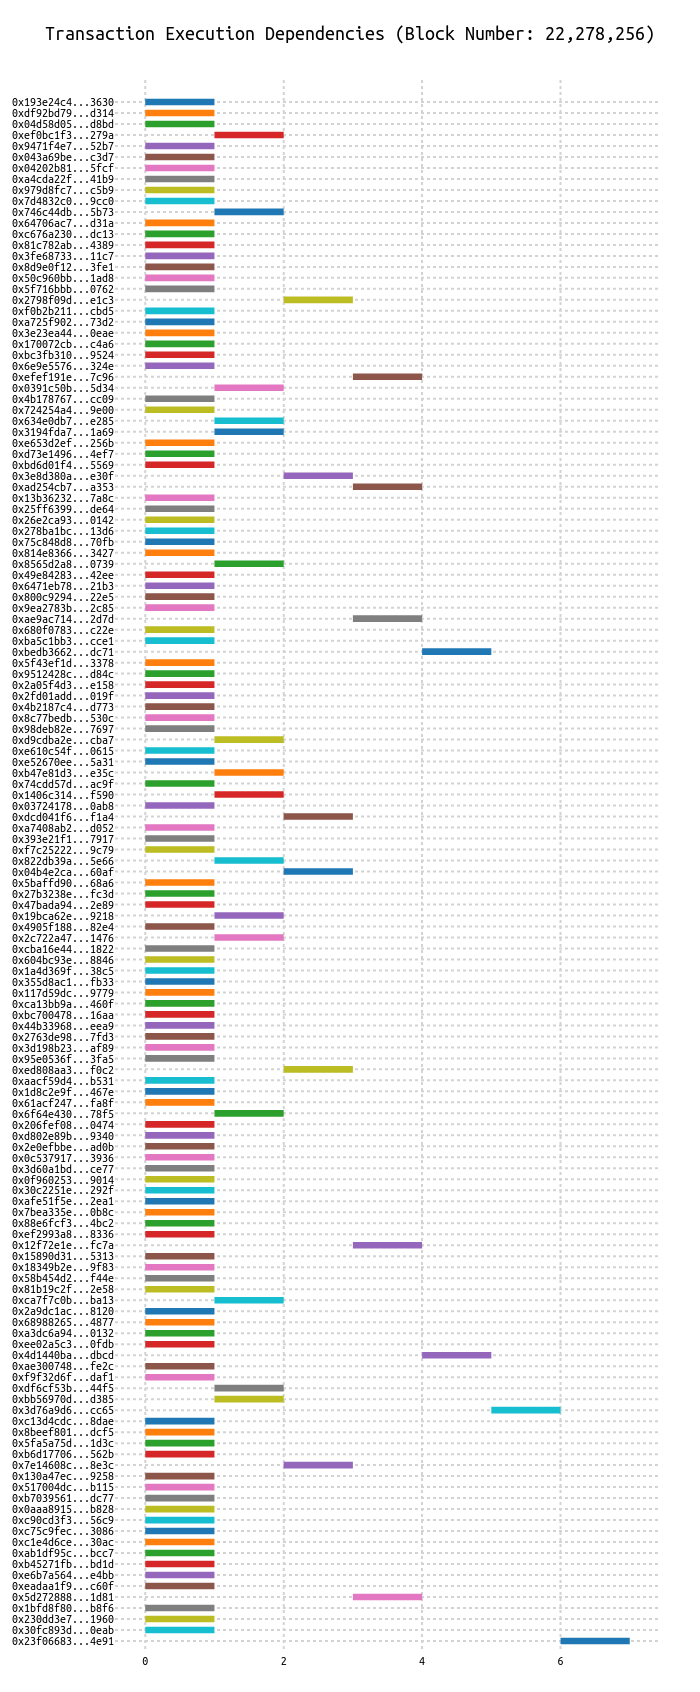 Transaction Execution Dependencies (Block Number: 22,278,256)
0x193e24c4...3630
0xdf92bd79...d314
0x04d58d05...d8bd
0xef0bc1f3...279a
0x9471f4e7...52b7
0x043a69be...c3d7
0x04202b81...5fcf
0xa4cda22f...41b9
0x979d8fc7...c5b9
0x7d4832c0...9cc0
0x746c44db...5b73
0x64706ac7...d31a
0xc676a230...dc13
0x81c782ab...4389
0x3fe68733...11c7
0x8d9e0f12...3fe1
0x50c960bb...1ad8
0x5f716bbb...0762
0x2798f09d...e1c3
0xf0b2b211...cbd5
0xa725f902...73d2
0x3e23ea44...0eae
0x170072cb...c4a6
0xbc3fb310...9524
0x6e9e5576...324e
0xefef191e...7c96
0x0391c50b...5d34
0x4b178767...cc09
0x724254a4...9e00
0x634e0db7...e285
0x3194fda7...1a69
0xe653d2ef...256b
0xd73e1496...4ef7
0xbd6d01f4...5569
0x3e8d380a...e30f
0xad254cb7...a353
0x13b36232...7a8c
0x25ff6399...de64
0x26e2ca93...0142
0x278ba1bc...13d6
0x75c848d8...70fb
0x814e8366...3427
0x8565d2a8...0739
0x49e84283...42ee
0x6471eb78...21b3
0x800c9294...22e5
0x9ea2783b...2c85
0xae9ac714...2d7d
0x680f0783...c22e
0xba5c1bb3...cce1
0xbedb3662...dc71
0x5f43ef1d...3378
0x9512428c...d84c
0x2a05f4d3...e158
0x2fd01add...019f
0x4b2187c4...d773
0x8c77bedb...530c
0x98deb82e...7697
0xd9cdba2e...cba7
0xe610c54f...0615
0xe52670ee...5a31
0xb47e81d3...e35c
0x74cdd57d...ac9f
0x1406c314...f590
0x03724178...0ab8
0xdcd041f6...f1a4
0xa7408ab2...d052
0x393e21f1...7917
0xf7c25222...9c79
0x822db39a...5e66
0x04b4e2ca...60af
0x5baffd90...68a6
0x27b3238e...fc3d
0x47bada94...2e89
0x19bca62e...9218
0x4905f188...82e4
0x2c722a47...1476
0xcba16e44...1822
0x604bc93e...8846
0x1a4d369f...38c5
0x355d8ac1...fb33
0x117d59dc...9779
0xca13bb9a...460f
0xbc700478...16aa
0x44b33968...eea9
0x2763de98...7fd3
0x3d198b23...af89
0x95e0536f...3fa5
0xed808aa3...f0c2
0xaacf59d4...b531
0x1d8c2e9f...467e
0x61acf247...fa8f
0x6f64e430...78f5
0x206fef08...0474
0xd802e89b...9340
0x2e0efbbe...ad0b
0x0c537917...3936
0x3d60a1bd...ce77
0x0f960253...9014
0x30c2251e...292f
0xafe51f5e...2ea1
0x7bea335e...0b8c
0x88e6fcf3...4bc2
0xef2993a8...8336
0x12f72e1e...fc7a
0x15890d31...5313
0x18349b2e...9f83
0x58b454d2...f44e
0x81b19c2f...2e58
0xca7f7c0b...ba13
0x2a9dc1ac...8120
0x68988265...4877
0xa3dc6a94...0132
0xee02a5c3...0fdb
0x4d1440ba...dbcd
0xae300748...fe2c
0xf9f32d6f...daf1
0xdf6cf53b...44f5
0xbb56970d...d385
0x3d76a9d6...cc65
0xc13d4cdc...8dae
0x8beef801...dcf5
0x5fa5a75d...1d3c
0xb6d17706...562b
0x7e14608c...8e3c
0x130a47ec...9258
0x517004dc...b115
0xb7039561...dc77
0x0aaa8915...b828
0xc90cd3f3...56c9
0xc75c9fec...3086
0xc1e4d6ce...30ac
0xab1df95c...bcc7
0xb45271fb...bd1d
0xe6b7a564...e4bb
0xeadaa1f9...c60f
0x5d272888...1d81
0x1bfd8f80...b8f6
0x230dd3e7...1960
0x30fc893d...0eab
0x23f06683...4e91
0 2 4 6